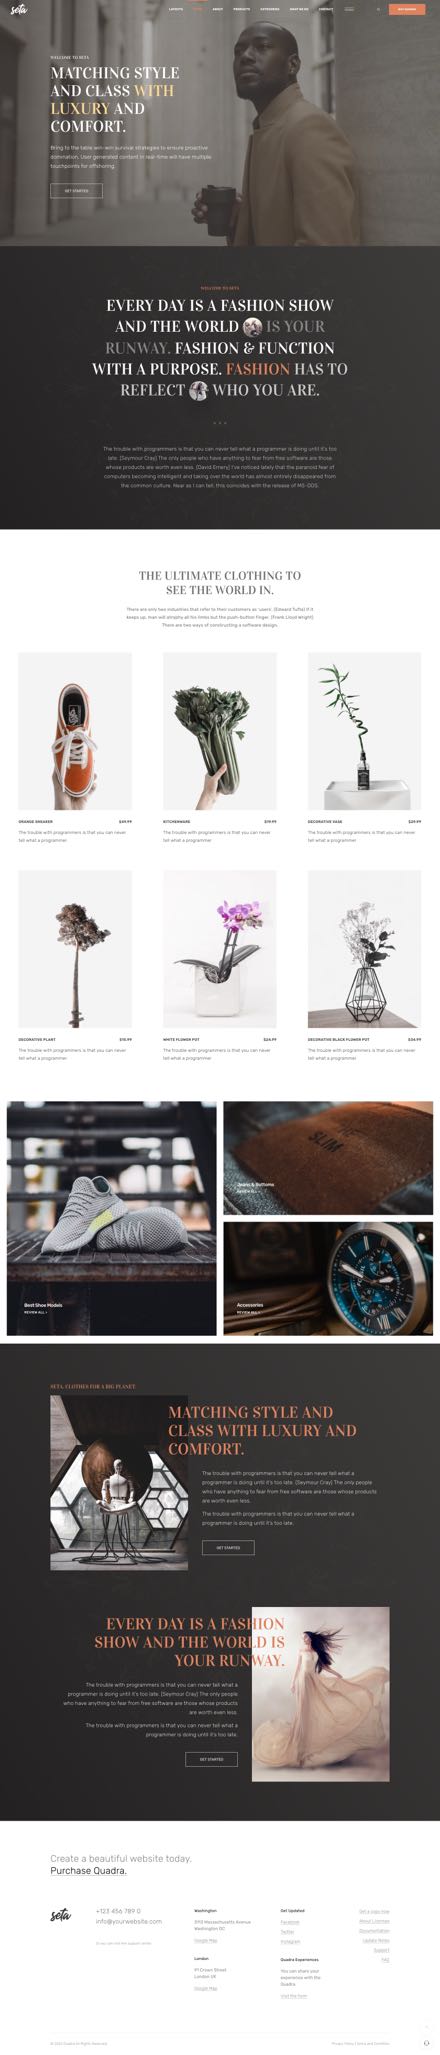 seta
LAYOUTS HOME ABOUT PRODUCTS CATEGORIES WHAT WE DO CONTACT
WELCOME TO SETA
MATCHING STYLE
AND CLASS WITH
LUXURY AND
COMFORT.
Bring to the table win-win survival strategies to ensure proactive
domination. User generated content in real-time will have multiple
touchpoints for offshoring.
GET STARTED
WELCOME TO SETA
EVERY DAY IS A FASHION SHOW
AND THE WORLD IS YOUR
RUNWAY. FASHION & FUNCTION
WITH A PURPOSE. FASHION HAS TO
REFLECT WHO YOU ARE.
The trouble with programmers is that you can never tell what a programmer is doing until it's too
late. (Seymour Cray) The only people who have anything to fear from free software are those
whose products are worth even less. (David Emery) I've noticed lately that the paranoid fear of
computers becoming intelligent and taking over the world has almost entirely disappeared from
the common culture. Near as I can tell, this coincides with the release of MS-DOS.
THE ULTIMATE CLOTHING TO
SEE THE WORLD IN.
There are only two industries that refer to their customers as 'users'. (Edward Tufte) If it
keeps up, man will atrophy all his limbs but the push-button finger. (Frank Lloyd Wright)
There are two ways of constructing a software design.
ORANGE SNEAKER $49.99
The trouble with programmers is that you can never
tell what a programmer
KITCHENWARE $19.99
The trouble with programmers is that you can never
tell what a programmer
DECORATIVE VASE $29.99
The trouble with programmers is that you can never
tell what a programmer
DECORATIVE PLANT $15.99
The trouble with programmers is that you can never
tell what a programmer
WHITE FLOWER POT $24.99
The trouble with programmers is that you can never
tell what a programmer
DECORATIVE BLACK FLOWER POT $34.99
The trouble with programmers is that you can never
tell what a programmer
Best Shoe Models
REVIEW ALL >
SLIM
Jeans & Bottoms
REVIEW ALL >
Accessories
REVIEW ALL >
SETA, CLOTHES FOR A BIG PLANET.
MATCHING STYLE AND
CLASS WITH LUXURY AND
COMFORT.
The trouble with programmers is that you can never tell what a
programmer is doing until it's too late. (Seymour Cray) The only people
who have anything to fear from free software are those whose products
are worth even less.
The trouble with programmers is that you can never tell what a
programmer is doing until it's too late.
GET STARTED
EVERY DAY IS A FASHION
SHOW AND THE WORLD IS
YOUR RUNWAY.
The trouble with programmers is that you can never tell what a
programmer is doing until it's too late. (Seymour Cray) The only people
who have anything to fear from free software are those whose products
are worth even less.
The trouble with programmers is that you can never tell what a
programmer is doing until it's too late.
GET STARTED
Create a beautiful website today.
Purchase Quadra.
seta
+123 456 789 0
info@yourwebsite.com
Or you can visit the support center.
Washington
3113 Massachusetts Avenue
Washington DC
Google Map
London
91 Crown Street
London UK
Google Map
Get Updated
Facebook
Twitter
Instagram
Quadra Experiences
You can share your
experience with the
Quadra.
Visit the Form
Get a copy now
About Licenses
Documentation
Update Notes
Support
FAQ